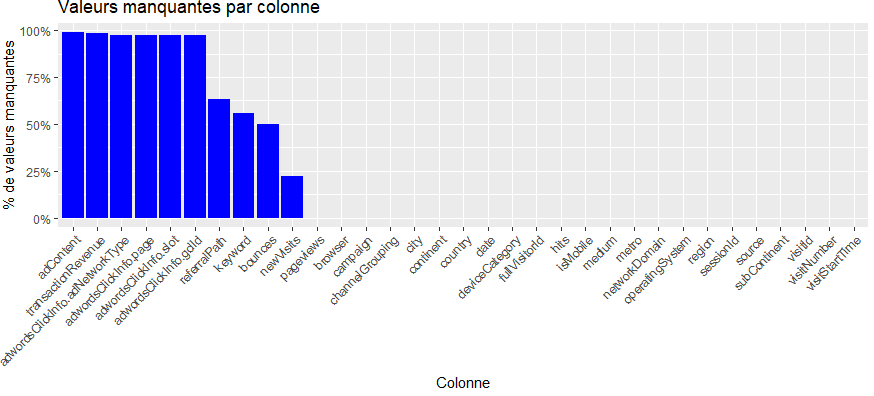 Valeurs manquantes par colonne
% de valeurs manquantes
100%
75%
50%
25%
0%
adContent
transactionRevenue
adwordsClickInfo.adNetworkType
adwordsClickInfo.page
adwordsClickInfo.slot
adwordsClickInfo.gclId
referralPath
keyword
bounces
newVisits
pageviews
browser
campaign
channelGrouping
city
continent
country
date
deviceCategory
fullVisitorId
hits
isMobile
medium
metro
networkDomain
operatingSystem
region
sessionId
source
subContinent
visitId
visitNumber
visitStartTime
Colonne